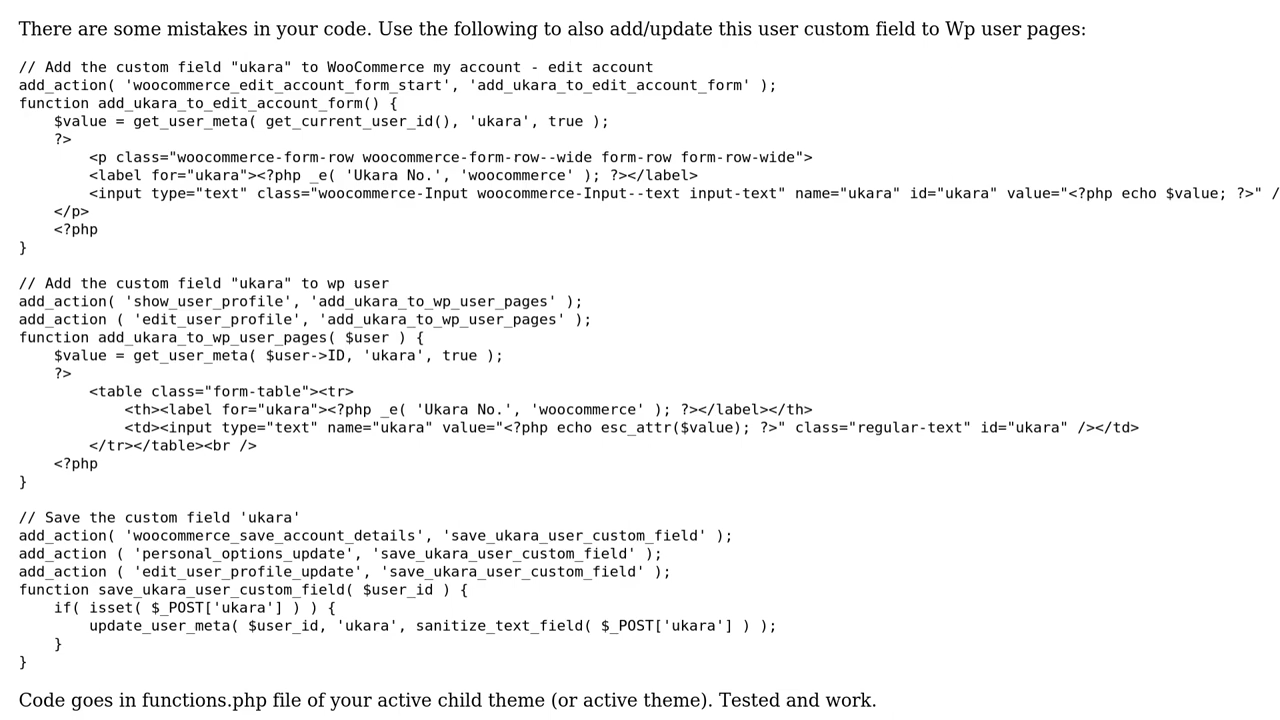 There are some mistakes in your code. Use the following to also add/update this user custom field to Wp user pages:
// Add the custom field "ukara" to WooCommerce my account - edit account
add_action( 'woocommerce_edit_account_form_start', 'add_ukara_to_edit_account_form' );
function add_ukara_to_edit_account_form() {
    $value = get_user_meta( get_current_user_id(), 'ukara', true );
    ?>
        <p class="woocommerce-form-row woocommerce-form-row--wide form-row form-row-wide">
        <label for="ukara"><?php _e( 'Ukara No.', 'woocommerce' ); ?></label>
        <input type="text" class="woocommerce-Input woocommerce-Input--text input-text" name="ukara" id="ukara" value="<?php echo $value; ?>" /
    </p>
    <?php
}
// Add the custom field "ukara" to wp user
add_action( 'show_user_profile', 'add_ukara_to_wp_user_pages' );
add_action ( 'edit_user_profile', 'add_ukara_to_wp_user_pages' );
function add_ukara_to_wp_user_pages( $user ) {
    $value = get_user_meta( $user->ID, 'ukara', true );
    ?>
        <table class="form-table"><tr>
            <th><label for="ukara"><?php _e( 'Ukara No.', 'woocommerce' ); ?></label></th>
            <td><input type="text" name="ukara" value="<?php echo esc_attr($value); ?>" class="regular-text" id="ukara" /></td>
        </tr></table><br />
    <?php
}
// Save the custom field 'ukara'
add_action( 'woocommerce_save_account_details', 'save_ukara_user_custom_field' );
add_action ( 'personal_options_update', 'save_ukara_user_custom_field' );
add_action ( 'edit_user_profile_update', 'save_ukara_user_custom_field' );
function save_ukara_user_custom_field( $user_id ) {
    if( isset( $_POST['ukara'] ) ) {
        update_user_meta( $user_id, 'ukara', sanitize_text_field( $_POST['ukara'] ) );
    }
}
Code goes in functions.php file of your active child theme (or active theme). Tested and work.